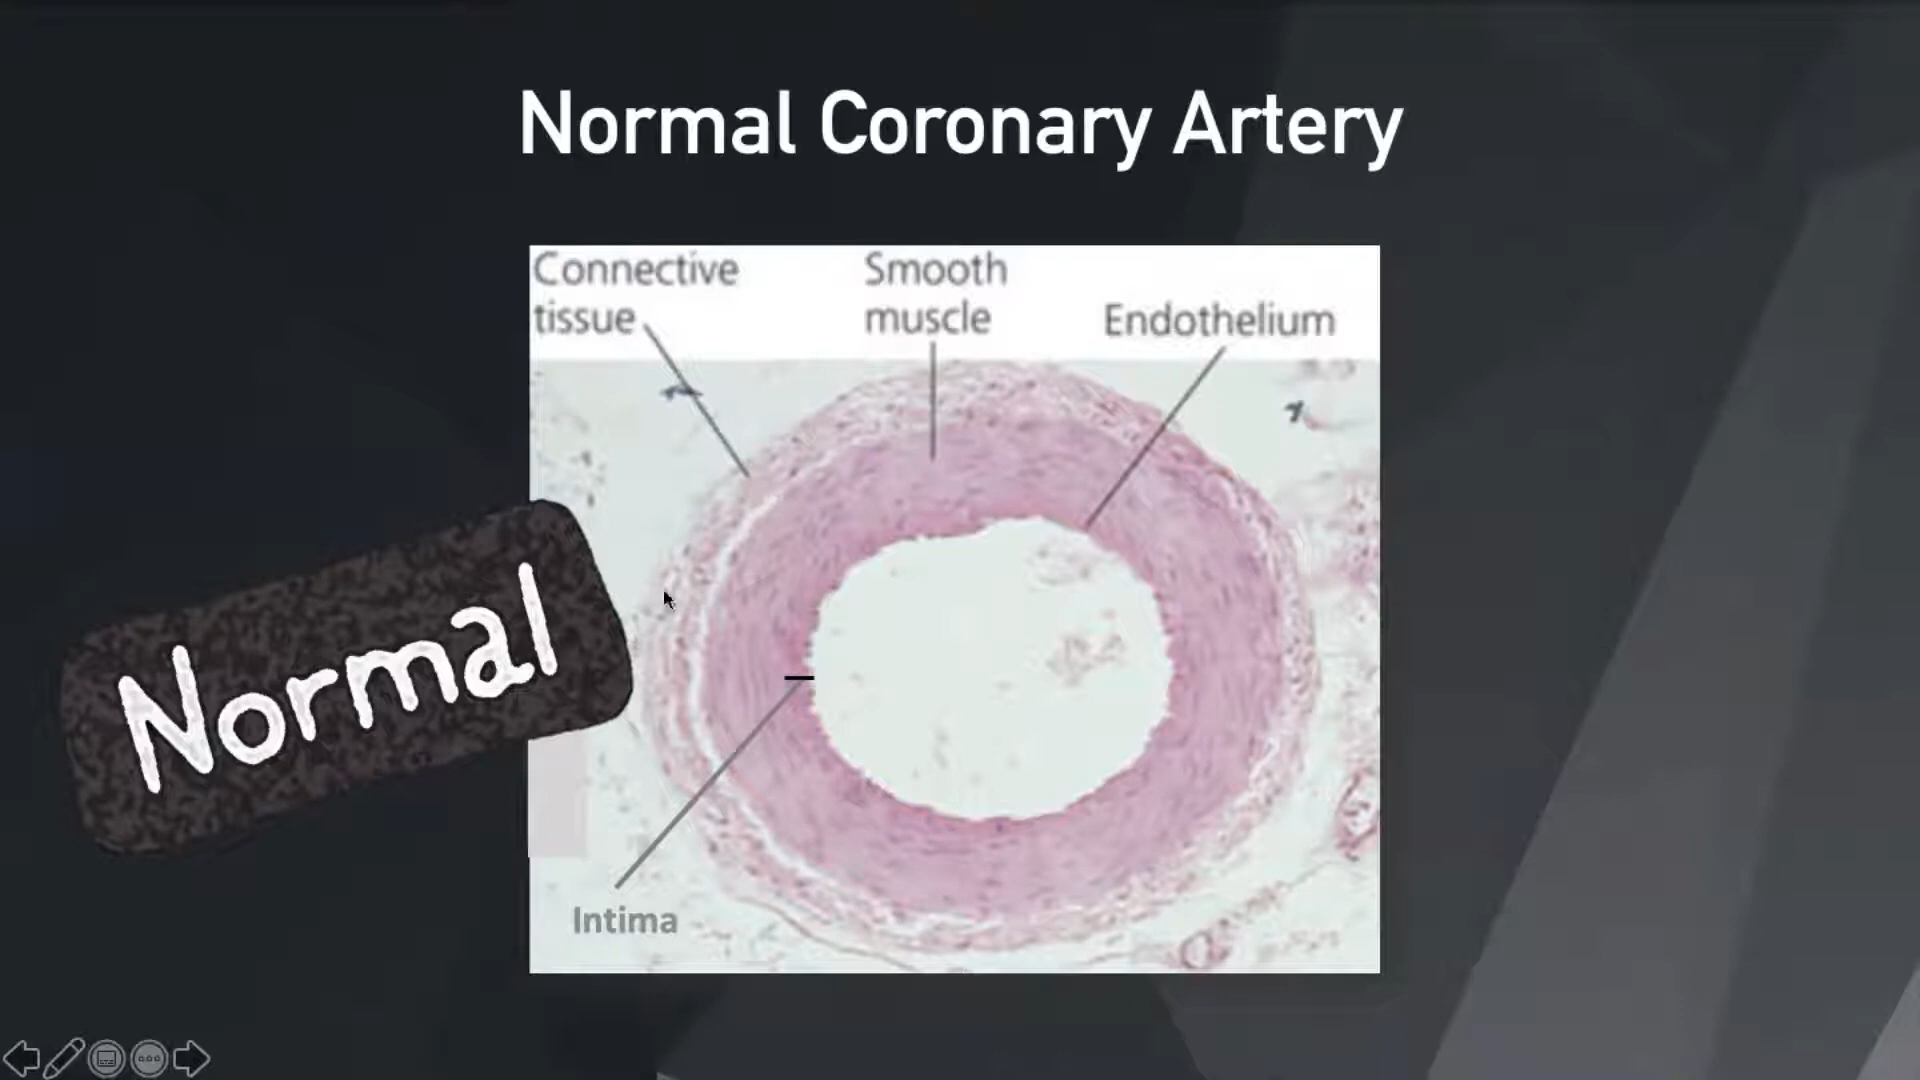 Normal Coronary Artery
Connective
tissue
Smooth
muscle
Endothelium
Normal
Intima